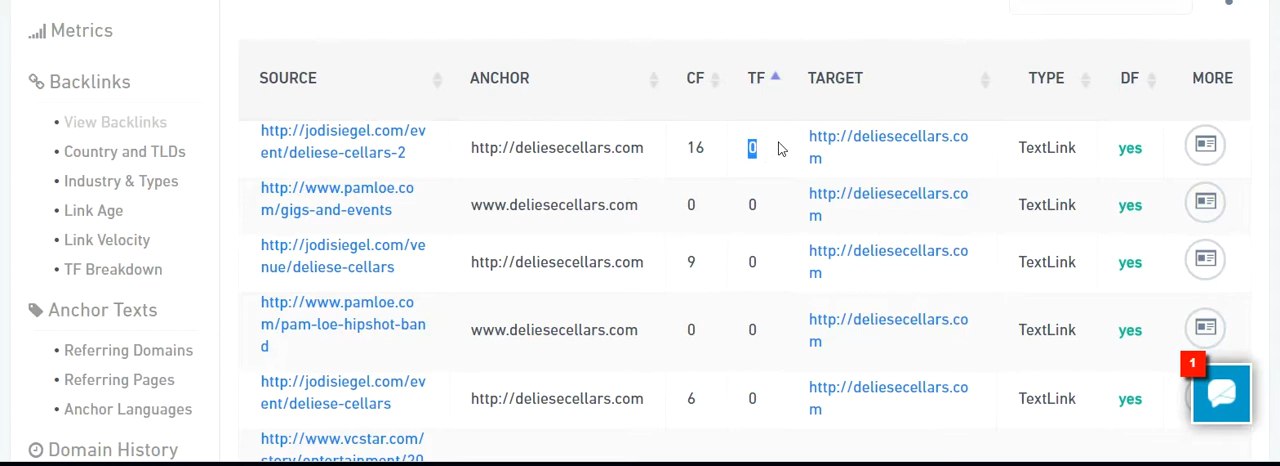 Metrics
Backlinks
• View Backlinks
• Country and TLDs
• Industry & Types
• Link Age
• Link Velocity
• TF Breakdown
Anchor Texts
• Referring Domains
• Referring Pages
• Anchor Languages
Domain History
SOURCE ANCHOR CF TF TARGET TYPE DF MORE
http://jodisiegel.com/ev
ent/deliese-cellars-2
http://deliesecellars.com 16 0
http://deliesecellars.co
m
TextLink yes
http://www.pamloe.co
m/gigs-and-events
www.deliesecellars.com 0 0
http://deliesecellars.co
m
TextLink yes
http://jodisiegel.com/ve
nue/deliese-cellars
http://deliesecellars.com 9 0
http://deliesecellars.co
m
TextLink yes
http://www.pamloe.co
m/pam-loe-hipshot-ban
d
www.deliesecellars.com 0 0
http://deliesecellars.co
m
TextLink yes
http://jodisiegel.com/ev
ent/deliese-cellars
http://deliesecellars.com 6 0
http://deliesecellars.co
m
TextLink yes
http://www.vcstar.com/
story/entertainment/20
1